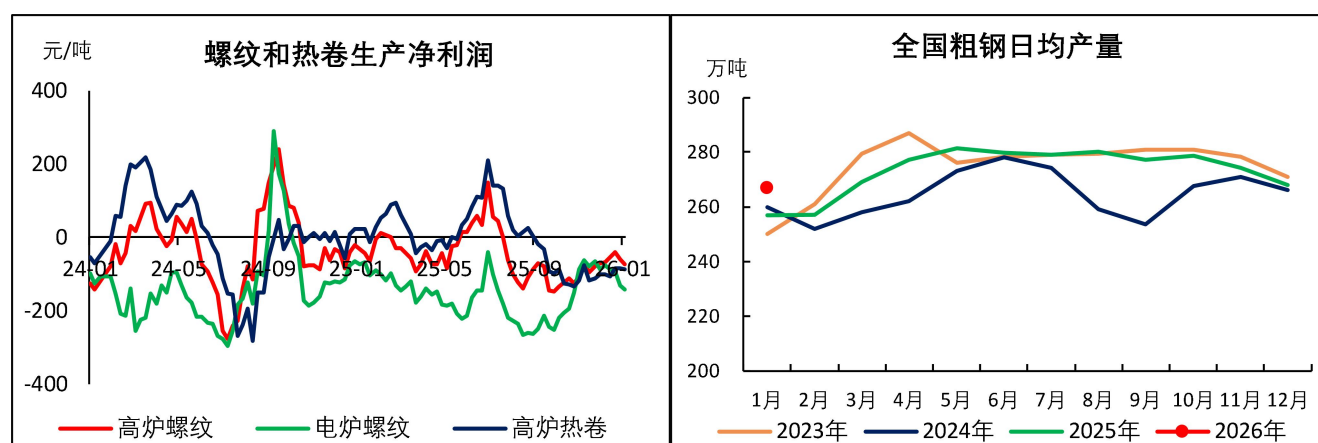 元/吨
螺纹和热卷生产净利润
400
200
0
-200
-400
24-01
24-05
24-09
25-01
25-05
25-09
26-01
高炉螺纹
电炉螺纹
高炉热卷
全国粗钢日均产量
万吨
300
280
260
240
220
200
1月 2月 3月 4月 5月 6月 7月 8月 9月 10月 11月 12月
2023年
2024年
2025年
2026年